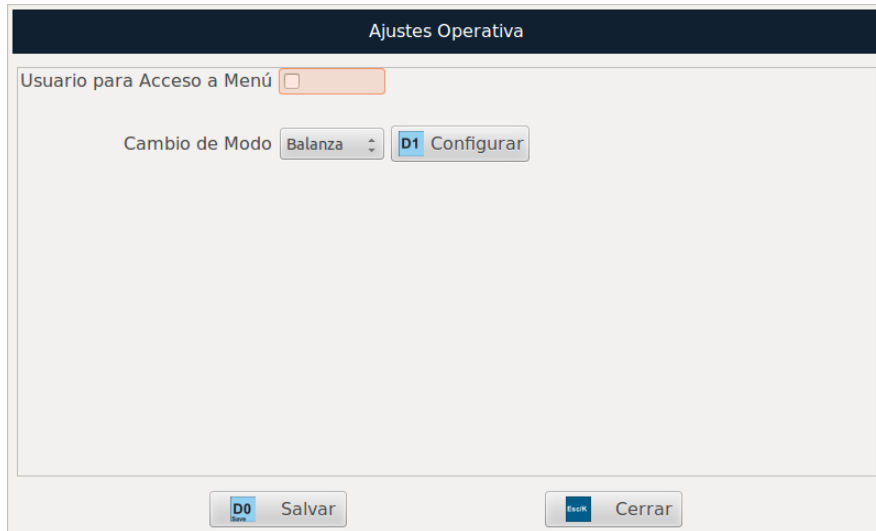 Ajustes Operativa
Usuario para Acceso a Menú
Cambio de Modo Balanza D1 Configurar
D0 Save Salvar Esc/K Cerrar